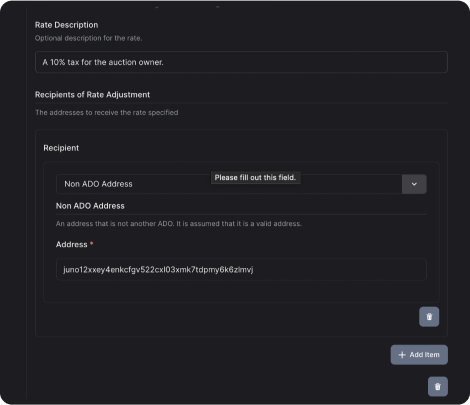 Rate Description
Optional description for the rate.
A 10% tax for the auction owner.
Recipients of Rate Adjustment
The addresses to receive the rate specified
Recipient
Please fill out this field.
Non ADO Address
Non ADO Address
An address that is not another ADO. It is assumed that it is a valid address.
Address *
juno12xxey4enkcfgv522cxl03xmk7tdpmy6k6zlmvj
+ Add Item